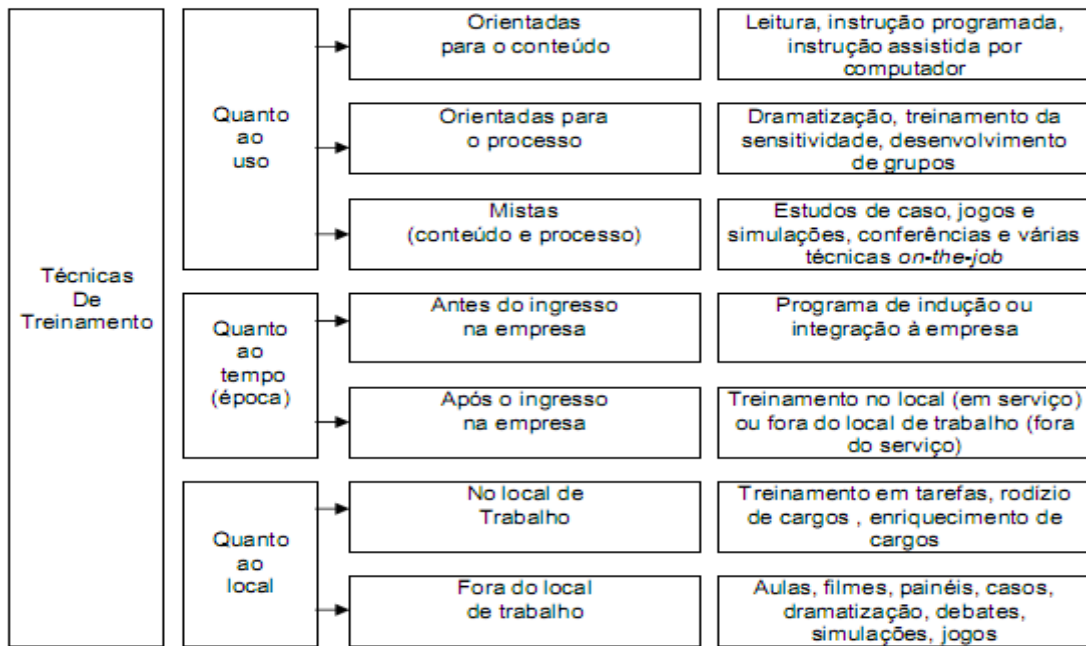 Técnicas
De
Treinamento
Quanto
ao
uso
Orientadas
para o conteúdo
Leitura, instrução programada,
instrução assistida por
computador
Orientadas para
o processo
Dramatização, treinamento da
sensitividade, desenvolvimento
de grupos
Mistas
(conteúdo e processo)
Estudos de caso, jogos e
simulações, conferências e várias
técnicas on-the-job
Quanto
ao
tempo
(época)
Antes do ingresso
na empresa
Programa de indução ou
integração à empresa
Após o ingresso
na empresa
Treinamento no local (em serviço)
ou fora do local de trabalho (fora
do serviço)
Quanto
ao
local
No local de
Trabalho
Treinamento em tarefas, rodízio
de cargos , enriquecimento de
cargos
Fora do local
de trabalho
Aulas, filmes, painéis, casos,
dramatização, debates,
simulações, jogos